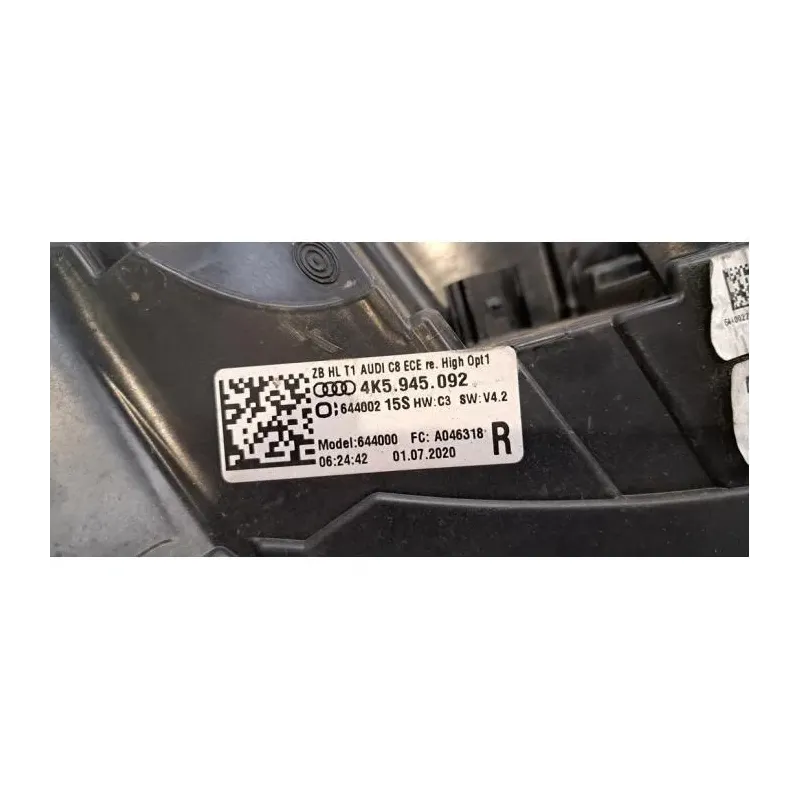 ZB HL T1 AUDI C8 ECE re. High Opt1
4K5.945.092
644002 15S HW:C3 SW:V4.2
Model:644000 FC: A046318 R
06:24:42 01.07.2020